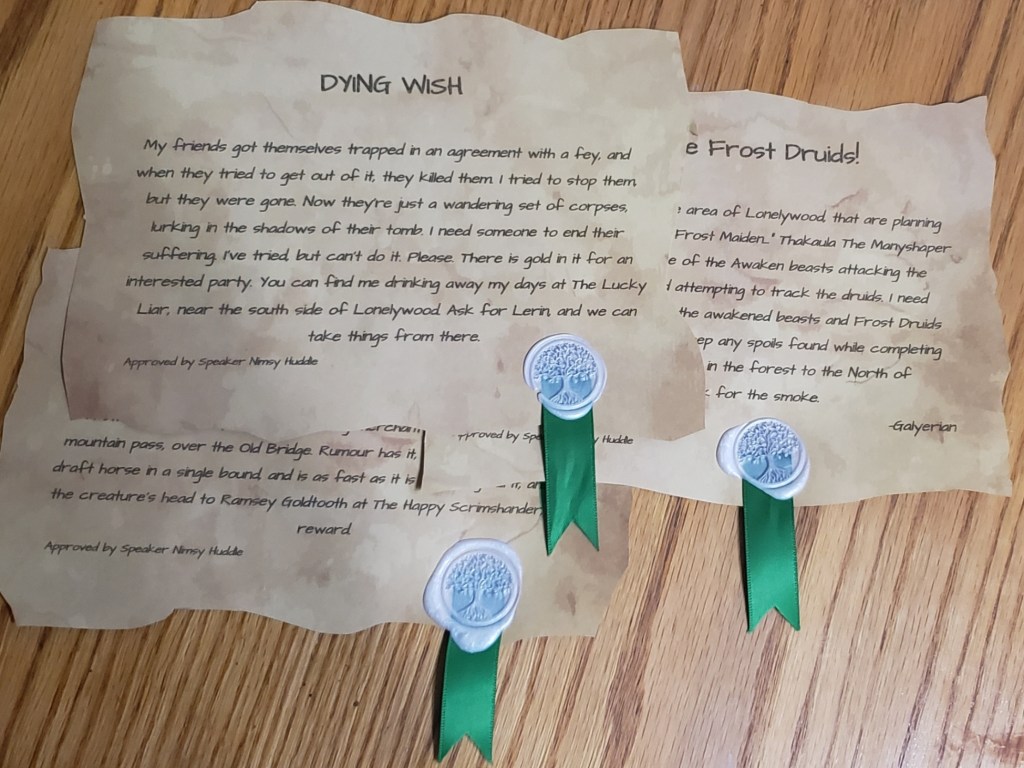 DYING WISH
My friends got themselves trapped in an agreement with a fey, and
when they tried to get out of it, they killed them. I tried to stop them,
but they were gone. Now they're just a wandering set of corpses,
lurking in the shadows of their tomb. I need someone to end their
suffering. I've tried, but can't do it. Please. There is gold in it for an
interested party. You can find me drinking away my days at The Lucky
Liar, near the south side of Lonelywood. Ask for Lerin, and we can
take things from there.
Approved by Speaker Nimsy Huddle
Frost Druids!
area of Lonelywood, that are planning
Frost Maiden..." Thakaula The Manyshaper
of the Awaken beasts attacking the
attempting to track the druids. I need
the awakened beasts and Frost Druids
any spoils found while completing
in the forest to the North of
for the smoke.
-Galyerian
Huddle
mountain pass, over the Old Bridge. Rumour has it,
draft horse in a single bound, and is as fast as it is
the creature's head to Ramsey Goldtooth at The Happy Scrimshander,
reward.
Approved by Speaker Nimsy Huddle